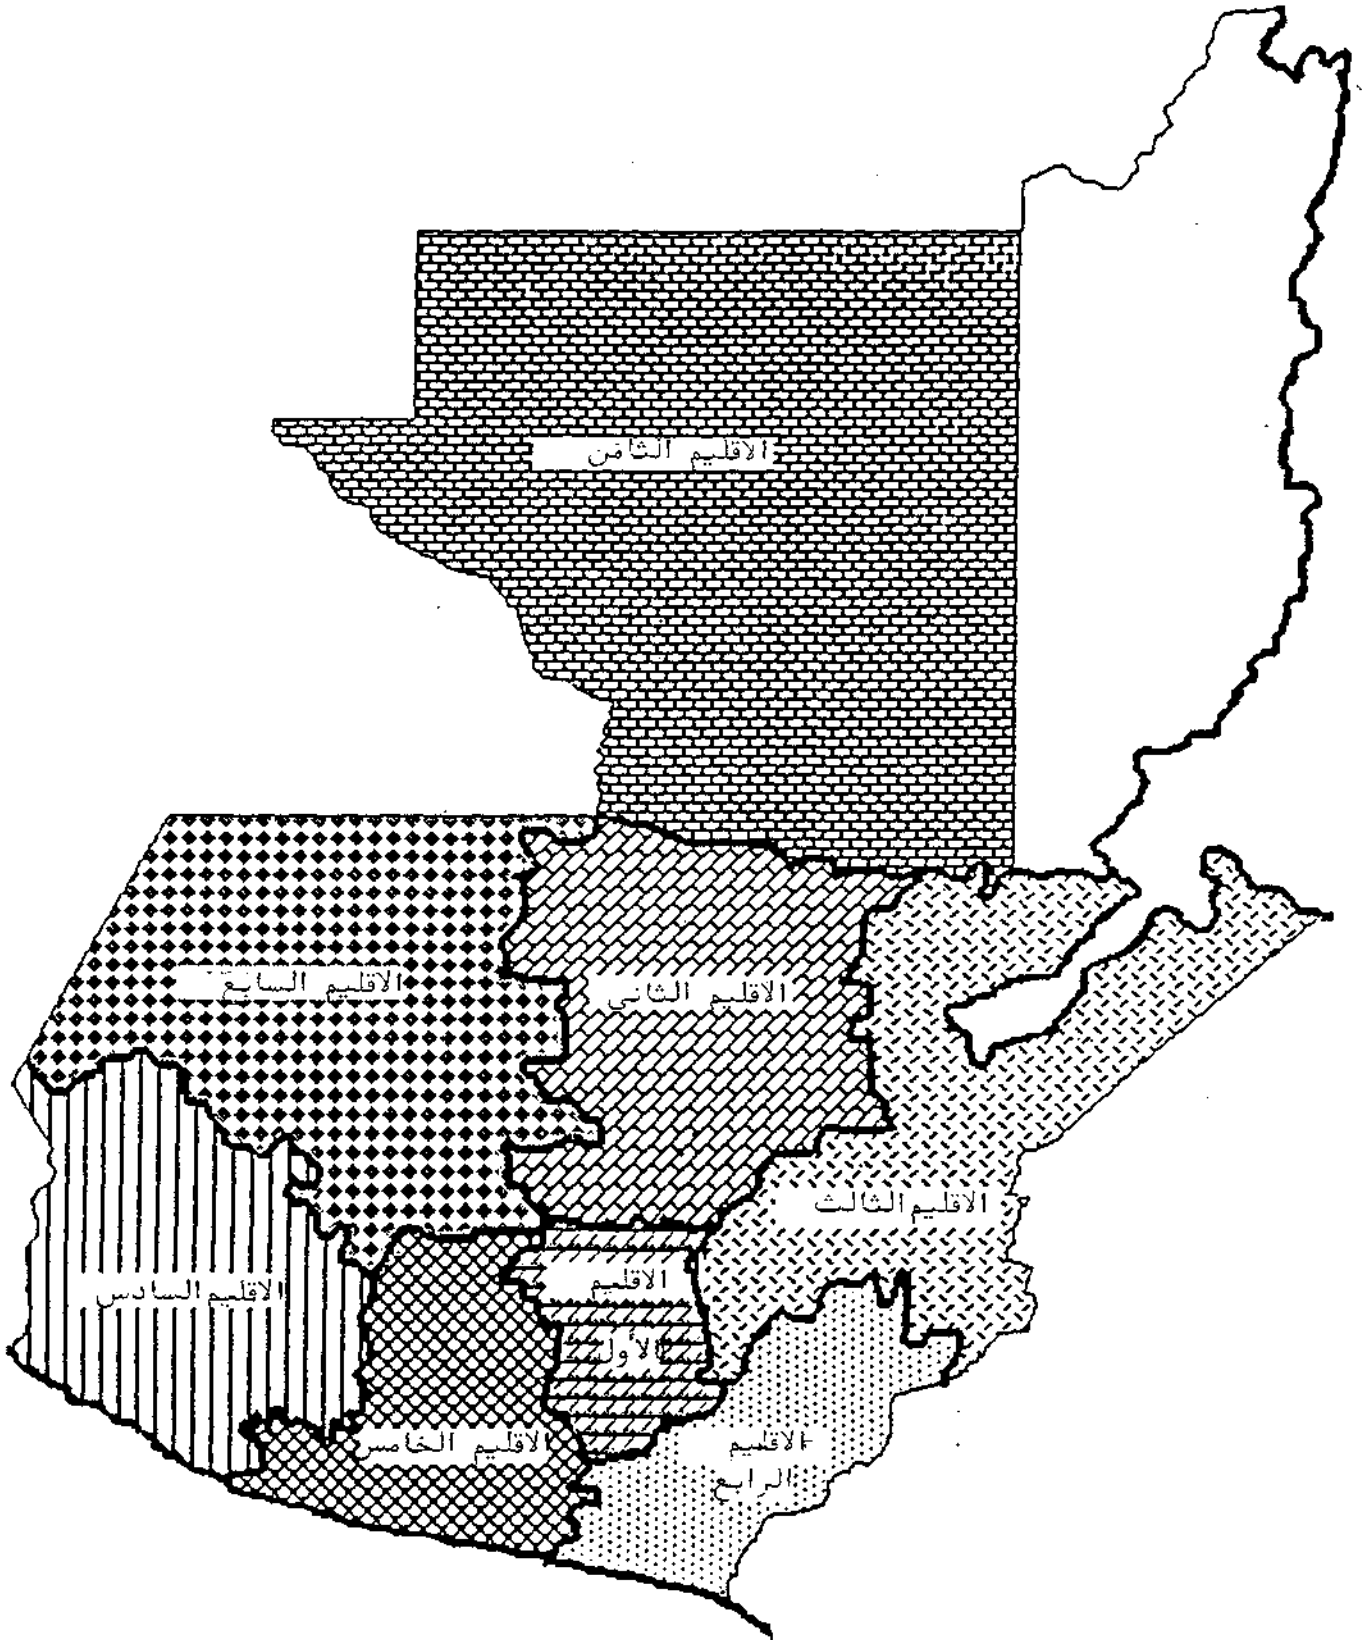 الاقليم الثامن
الاقليم السابع
الاقليم الثاني
الاقليم الثالث
الاقليم السادس
الاقليم
الأول
الاقليم الخامس
الاقليم
الرابع